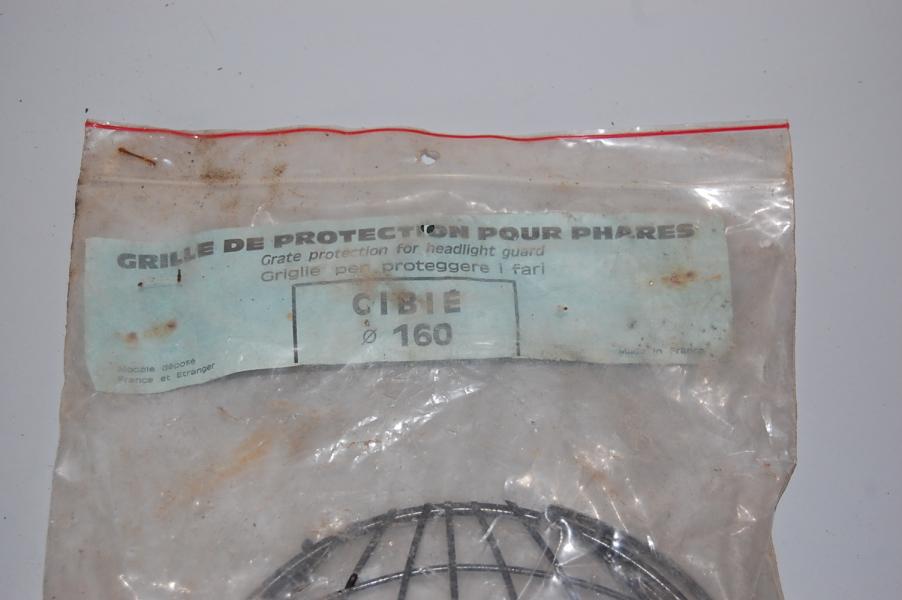 GRILLE DE PROTECTION POUR PHARES
Grate protection for headlight guard
Griglie per proteggere i fari
CIBIÉ
Ø 160
Modèle déposé
France et Etranger
Made in France